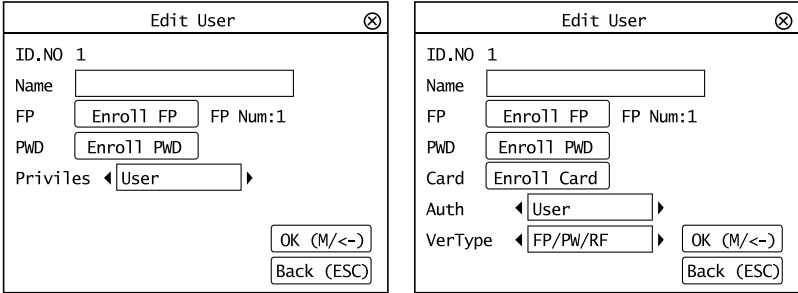 Edit User
ID.NO 1
Name
FP Enroll FP FP Num:1
PWD Enroll PWD
Priviles User
OK (M/<-)
Back (ESC)
Edit User
ID.NO 1
Name
FP Enroll FP FP Num:1
PWD Enroll PWD
Card Enroll Card
Auth User
VerType FP/PW/RF OK (M/<-)
Back (ESC)